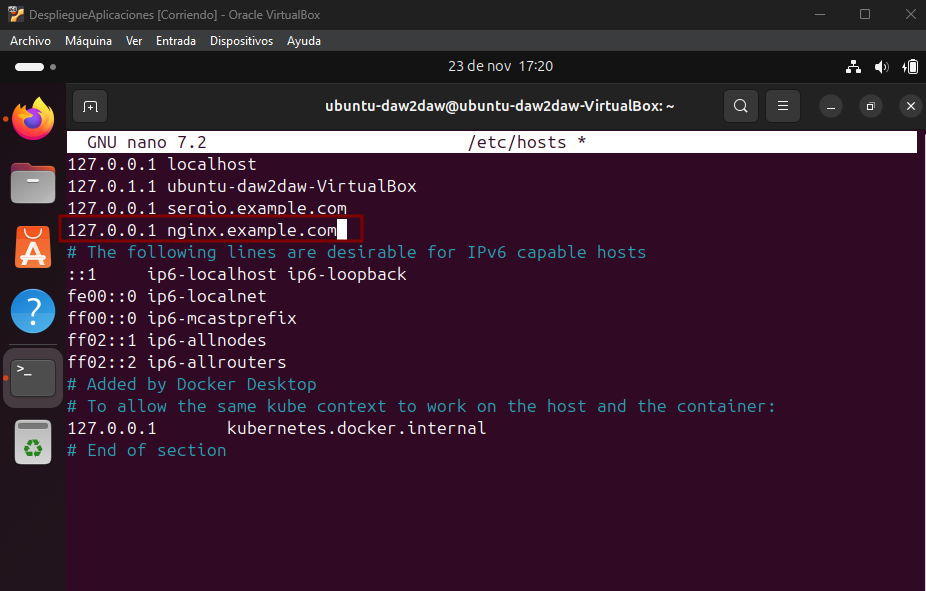 DespliegueAplicaciones [Corriendo] - Oracle VirtualBox
Archivo Máquina Ver Entrada Dispositivos Ayuda
23 de nov 17:20
ubuntu-daw2daw@ubuntu-daw2daw-VirtualBox: ~
GNU nano 7.2 /etc/hosts *
127.0.0.1 localhost
127.0.1.1 ubuntu-daw2daw-VirtualBox
127.0.0.1 sergio.example.com
127.0.0.1 nginx.example.com
# The following lines are desirable for IPv6 capable hosts
::1     ip6-localhost ip6-loopback
fe00::0 ip6-localnet
ff00::0 ip6-mcastprefix
ff02::1 ip6-allnodes
ff02::2 ip6-allrouters
# Added by Docker Desktop
# To allow the same kube context to work on the host and the container:
127.0.0.1       kubernetes.docker.internal
# End of section